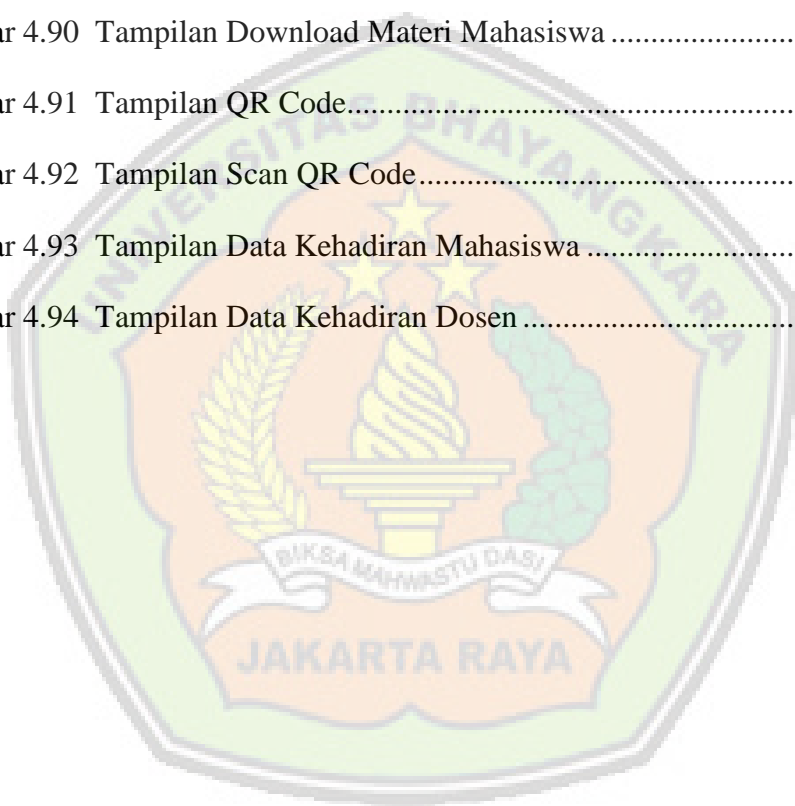 ar 4.90 Tampilan Download Materi Mahasiswa .......................
ar 4.91 Tampilan QR Code........................................................
ar 4.92 Tampilan Scan QR Code...............................................
ar 4.93 Tampilan Data Kehadiran Mahasiswa ..........................
ar 4.94 Tampilan Data Kehadiran Dosen ..................................
UNIVERSITAS BHAYANGKARA
BIKSA MAHWASTU DASI
JAKARTA RAYA